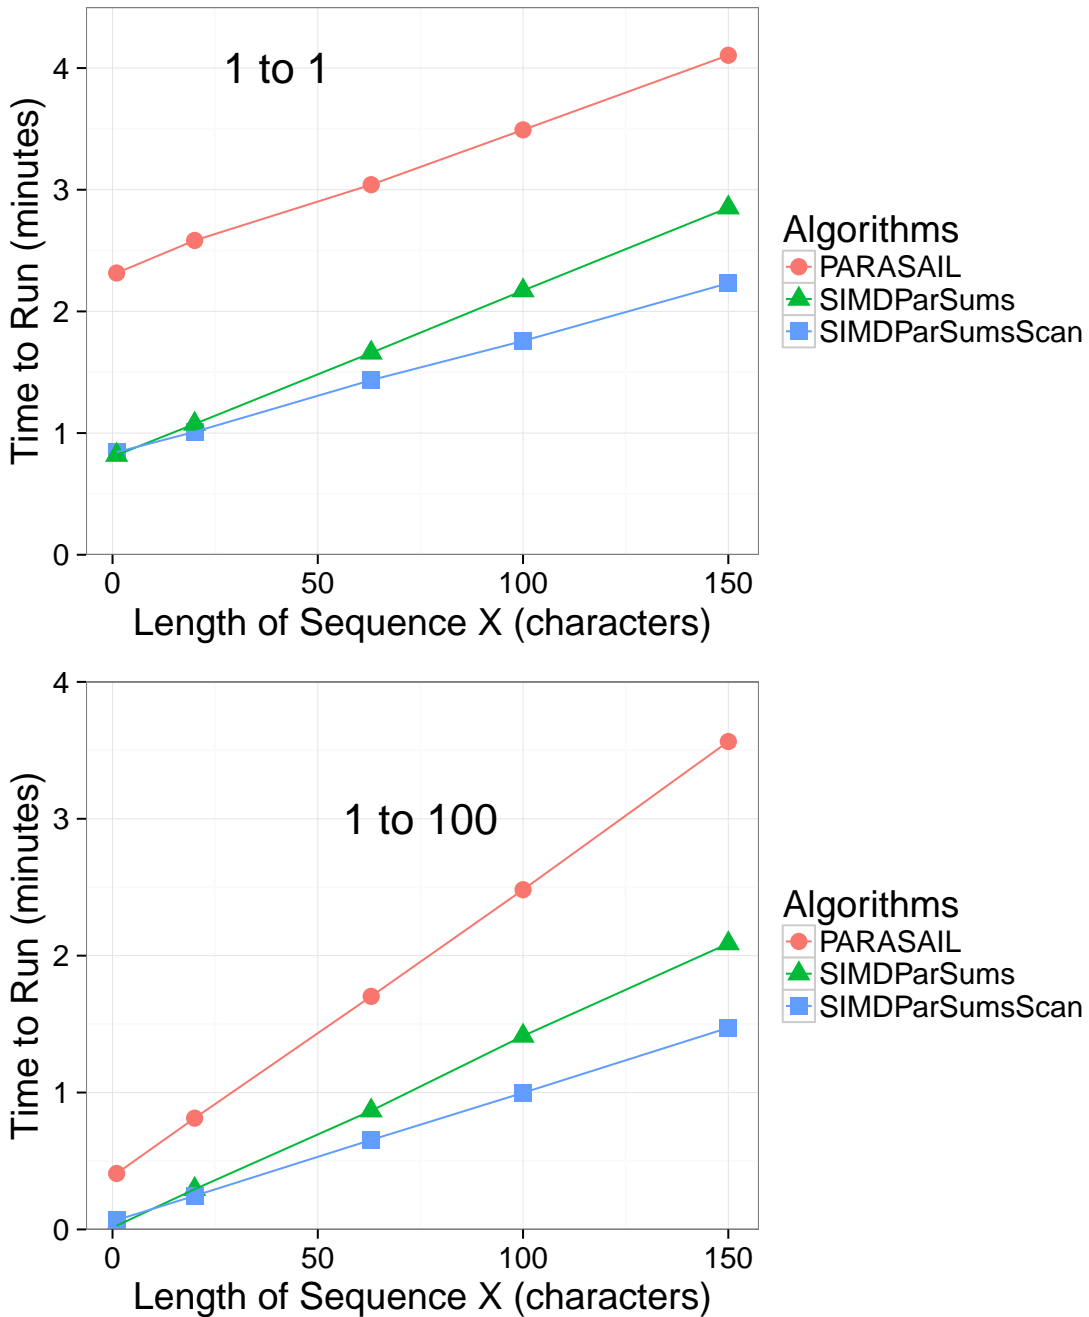 1 to 1
4
3
2
1
0
Time to Run (minutes)
0 50 100 150
Length of Sequence X (characters)
Algorithms
PARASAIL
SIMDParSums
SIMDParSumsScan
1 to 100
4
3
2
1
0
Time to Run (minutes)
0 50 100 150
Length of Sequence X (characters)
Algorithms
PARASAIL
SIMDParSums
SIMDParSumsScan